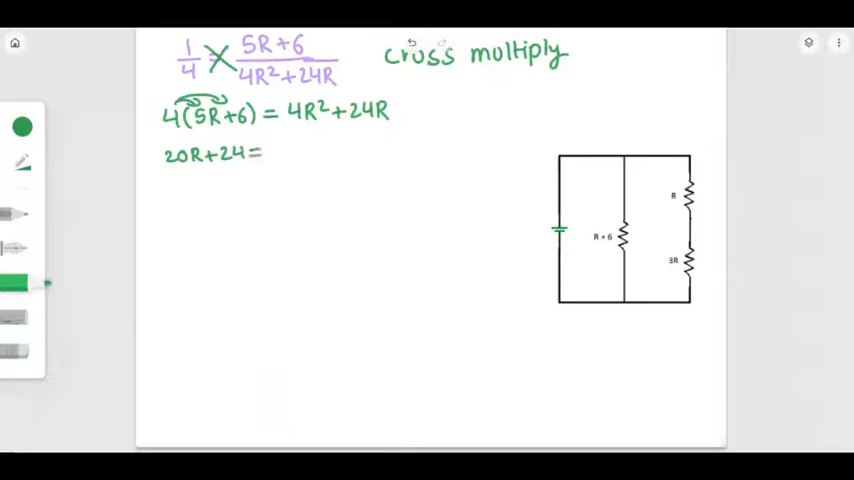 1/4 = (5R+6)/(4R²+24R) cross multiply
4(5R+6) = 4R²+24R
20R+24=
R
R + 6
3R